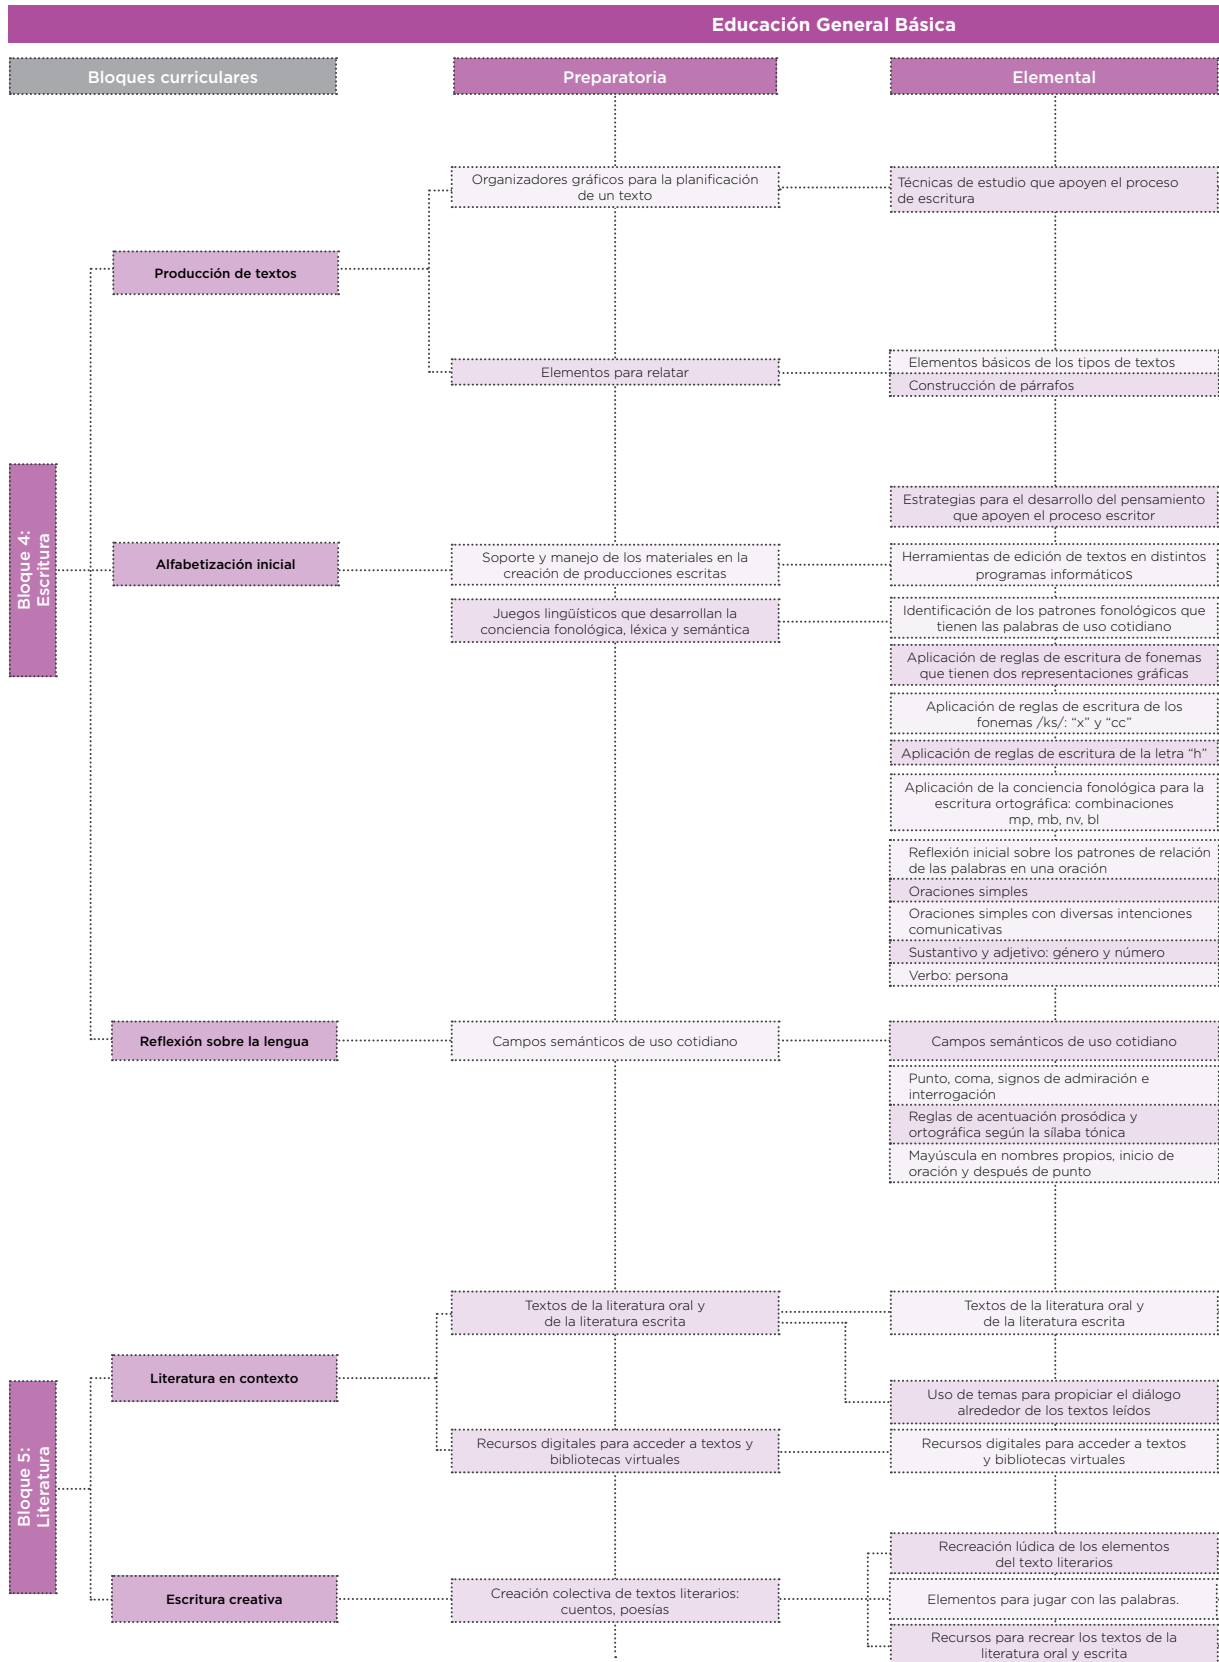 Educación General Básica
Bloques curriculares
Preparatoria
Elemental
Bloque 4:
Escritura
Producción de textos
Organizadores gráficos para la planificación
de un texto
Técnicas de estudio que apoyen el proceso
de escritura
Elementos para relatar
Elementos básicos de los tipos de textos
Construcción de párrafos
Alfabetización inicial
Estrategias para el desarrollo del pensamiento
que apoyen el proceso escritor
Soporte y manejo de los materiales en la
creación de producciones escritas
Herramientas de edición de textos en distintos
programas informáticos
Juegos lingüísticos que desarrollan la
conciencia fonológica, léxica y semántica
Identificación de los patrones fonológicos que
tienen las palabras de uso cotidiano
Aplicación de reglas de escritura de fonemas
que tienen dos representaciones gráficas
Aplicación de reglas de escritura de los
fonemas /ks/: “x” y “cc”
Aplicación de reglas de escritura de la letra “h”
Aplicación de la conciencia fonológica para la
escritura ortográfica: combinaciones
mp, mb, nv, bl
Reflexión inicial sobre los patrones de relación
de las palabras en una oración
Oraciones simples
Oraciones simples con diversas intenciones
comunicativas
Sustantivo y adjetivo: género y número
Verbo: persona
Reflexión sobre la lengua
Campos semánticos de uso cotidiano
Campos semánticos de uso cotidiano
Punto, coma, signos de admiración e
interrogación
Reglas de acentuación prosódica y
ortográfica según la sílaba tónica
Mayúscula en nombres propios, inicio de
oración y después de punto
Bloque 5:
Literatura
Literatura en contexto
Textos de la literatura oral y
de la literatura escrita
Textos de la literatura oral y
de la literatura escrita
Uso de temas para propiciar el diálogo
alrededor de los textos leídos
Recursos digitales para acceder a textos y
bibliotecas virtuales
Recursos digitales para acceder a textos
y bibliotecas virtuales
Escritura creativa
Creación colectiva de textos literarios:
cuentos, poesías
Recreación lúdica de los elementos
del texto literarios
Elementos para jugar con las palabras.
Recursos para recrear los textos de la
literatura oral y escrita